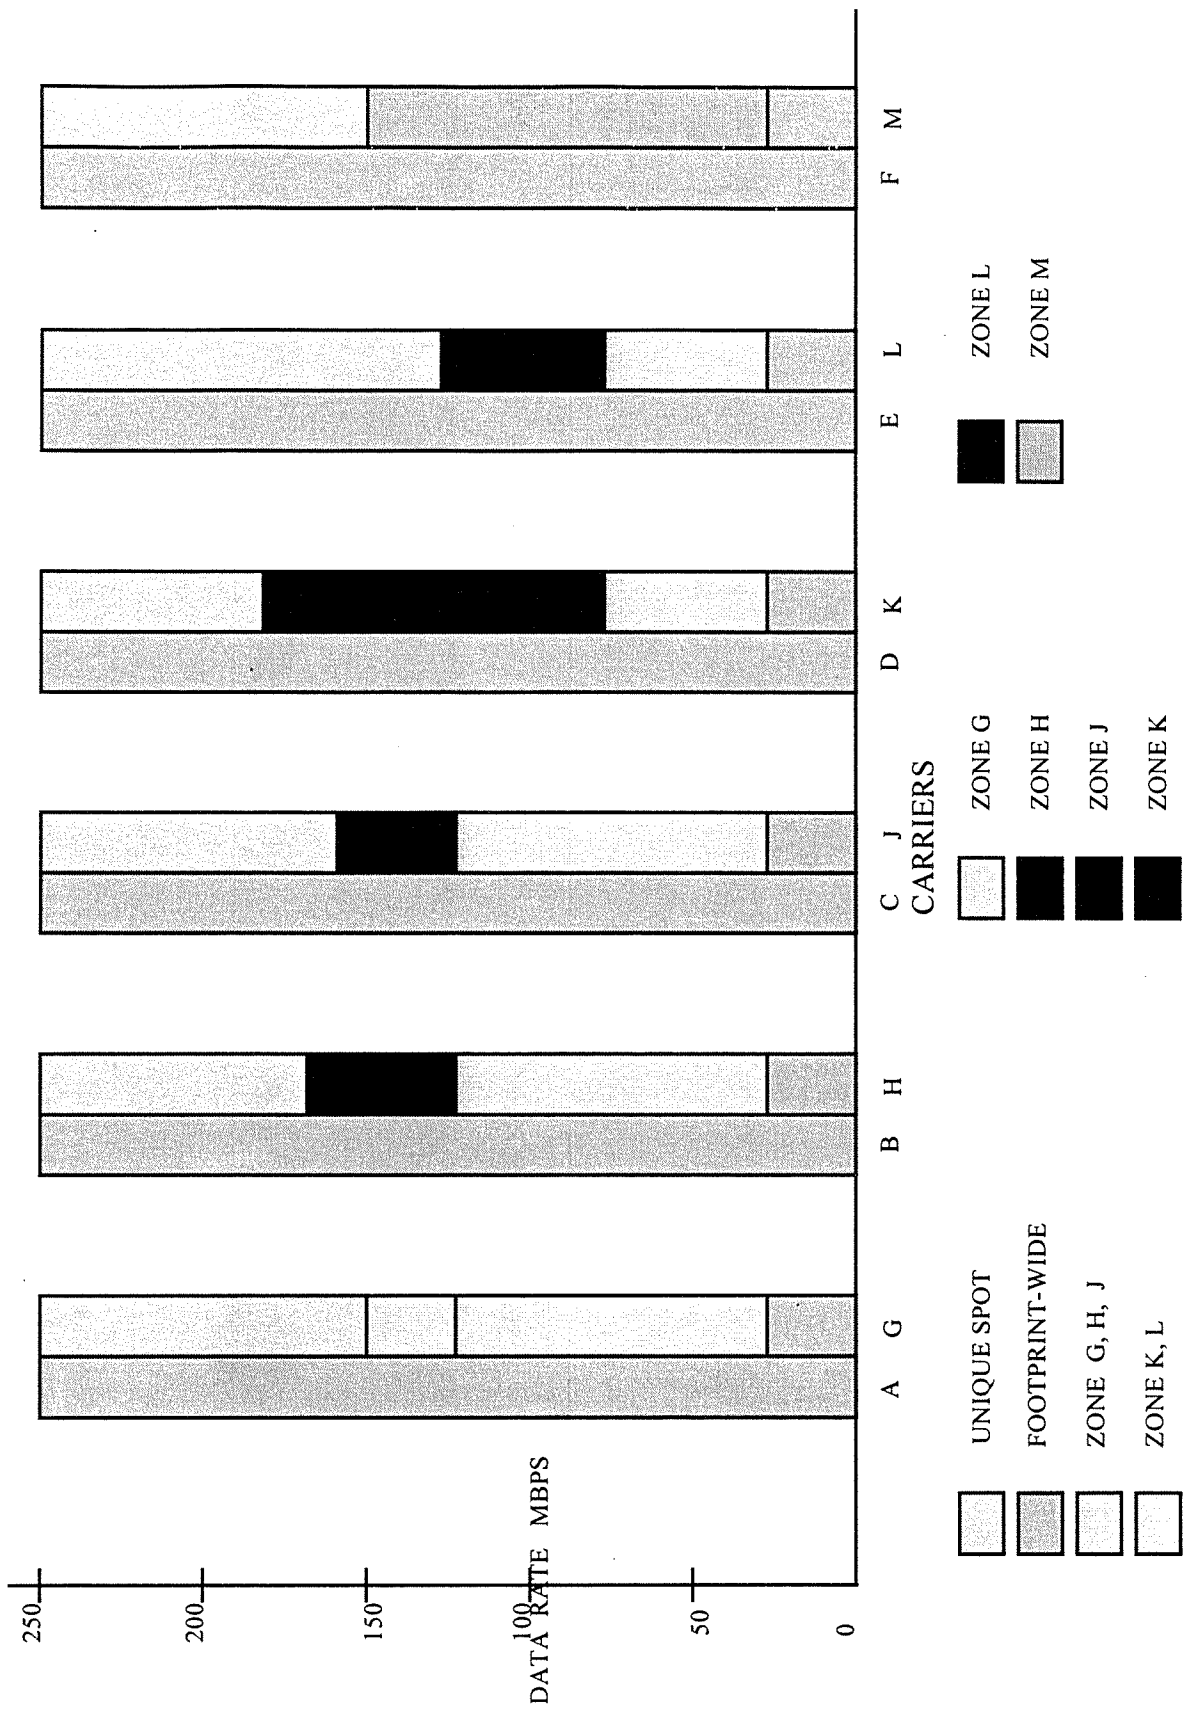 250
200
150
100
50
0
DATA RATE MBPS
A G B H C J D K E L F M
CARRIERS
UNIQUE SPOT
FOOTPRINT-WIDE
ZONE G, H, J
ZONE K, L
ZONE G
ZONE H
ZONE J
ZONE K
ZONE L
ZONE M